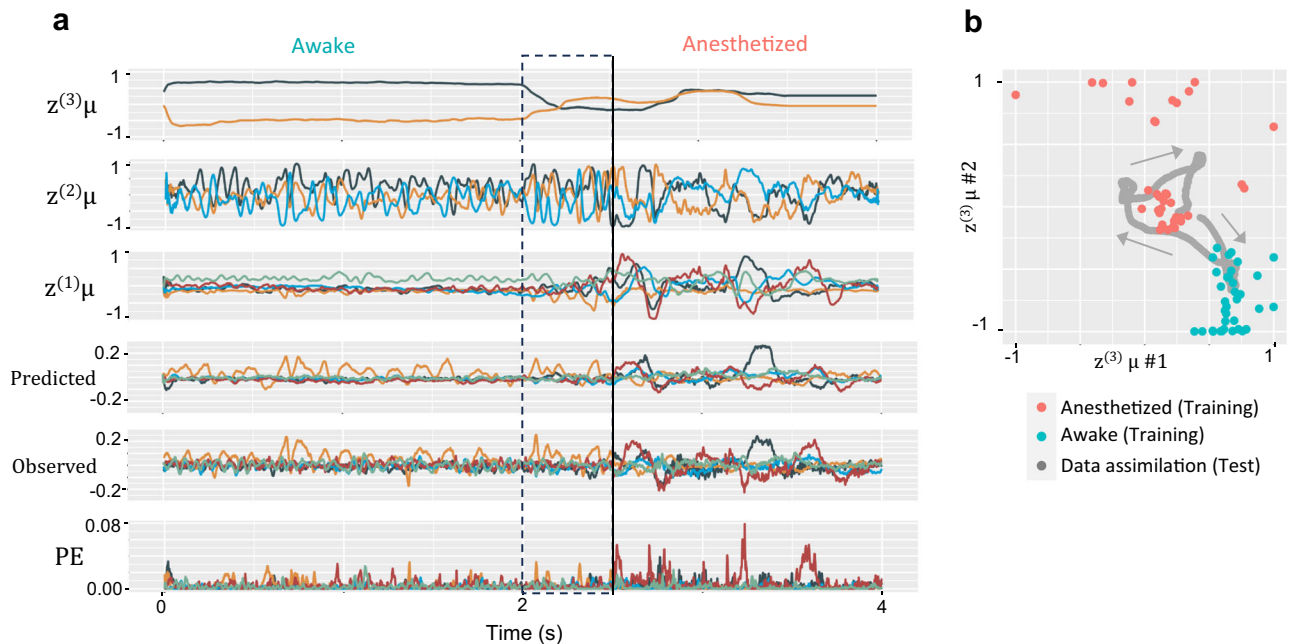 a
Awake
Anesthetized
z⁽³⁾μ
1
-1
z⁽²⁾μ
1
-1
z⁽¹⁾μ
1
-1
Predicted
0.2
-0.2
Observed
0.2
-0.2
PE
0.08
0.00
0
2
4
Time (s)
b
1
z⁽³⁾ μ #2
-1
-1
1
z⁽³⁾ μ #1
Anesthetized (Training)
Awake (Training)
Data assimilation (Test)